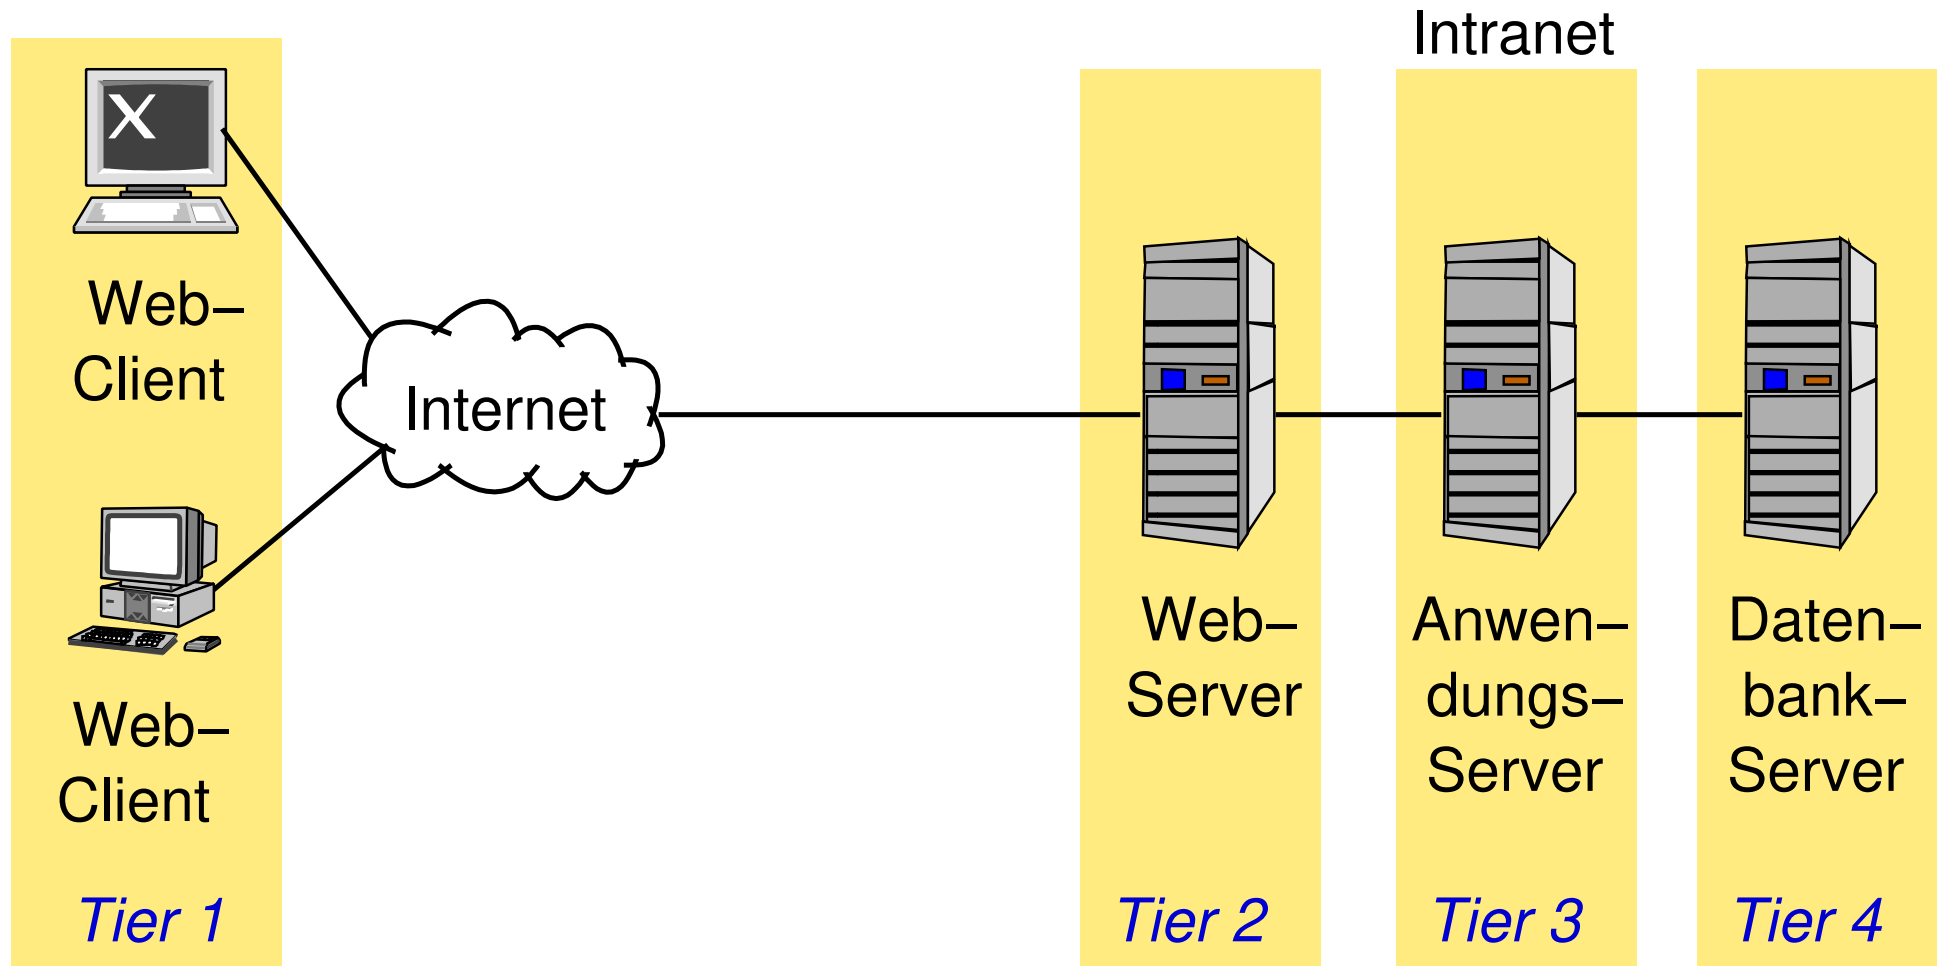 Intranet
X
Web–
Client
Internet
Web–
Client
Web–
Server
Anwen–
dungs–
Server
Daten–
bank–
Server
Tier 1
Tier 2
Tier 3
Tier 4